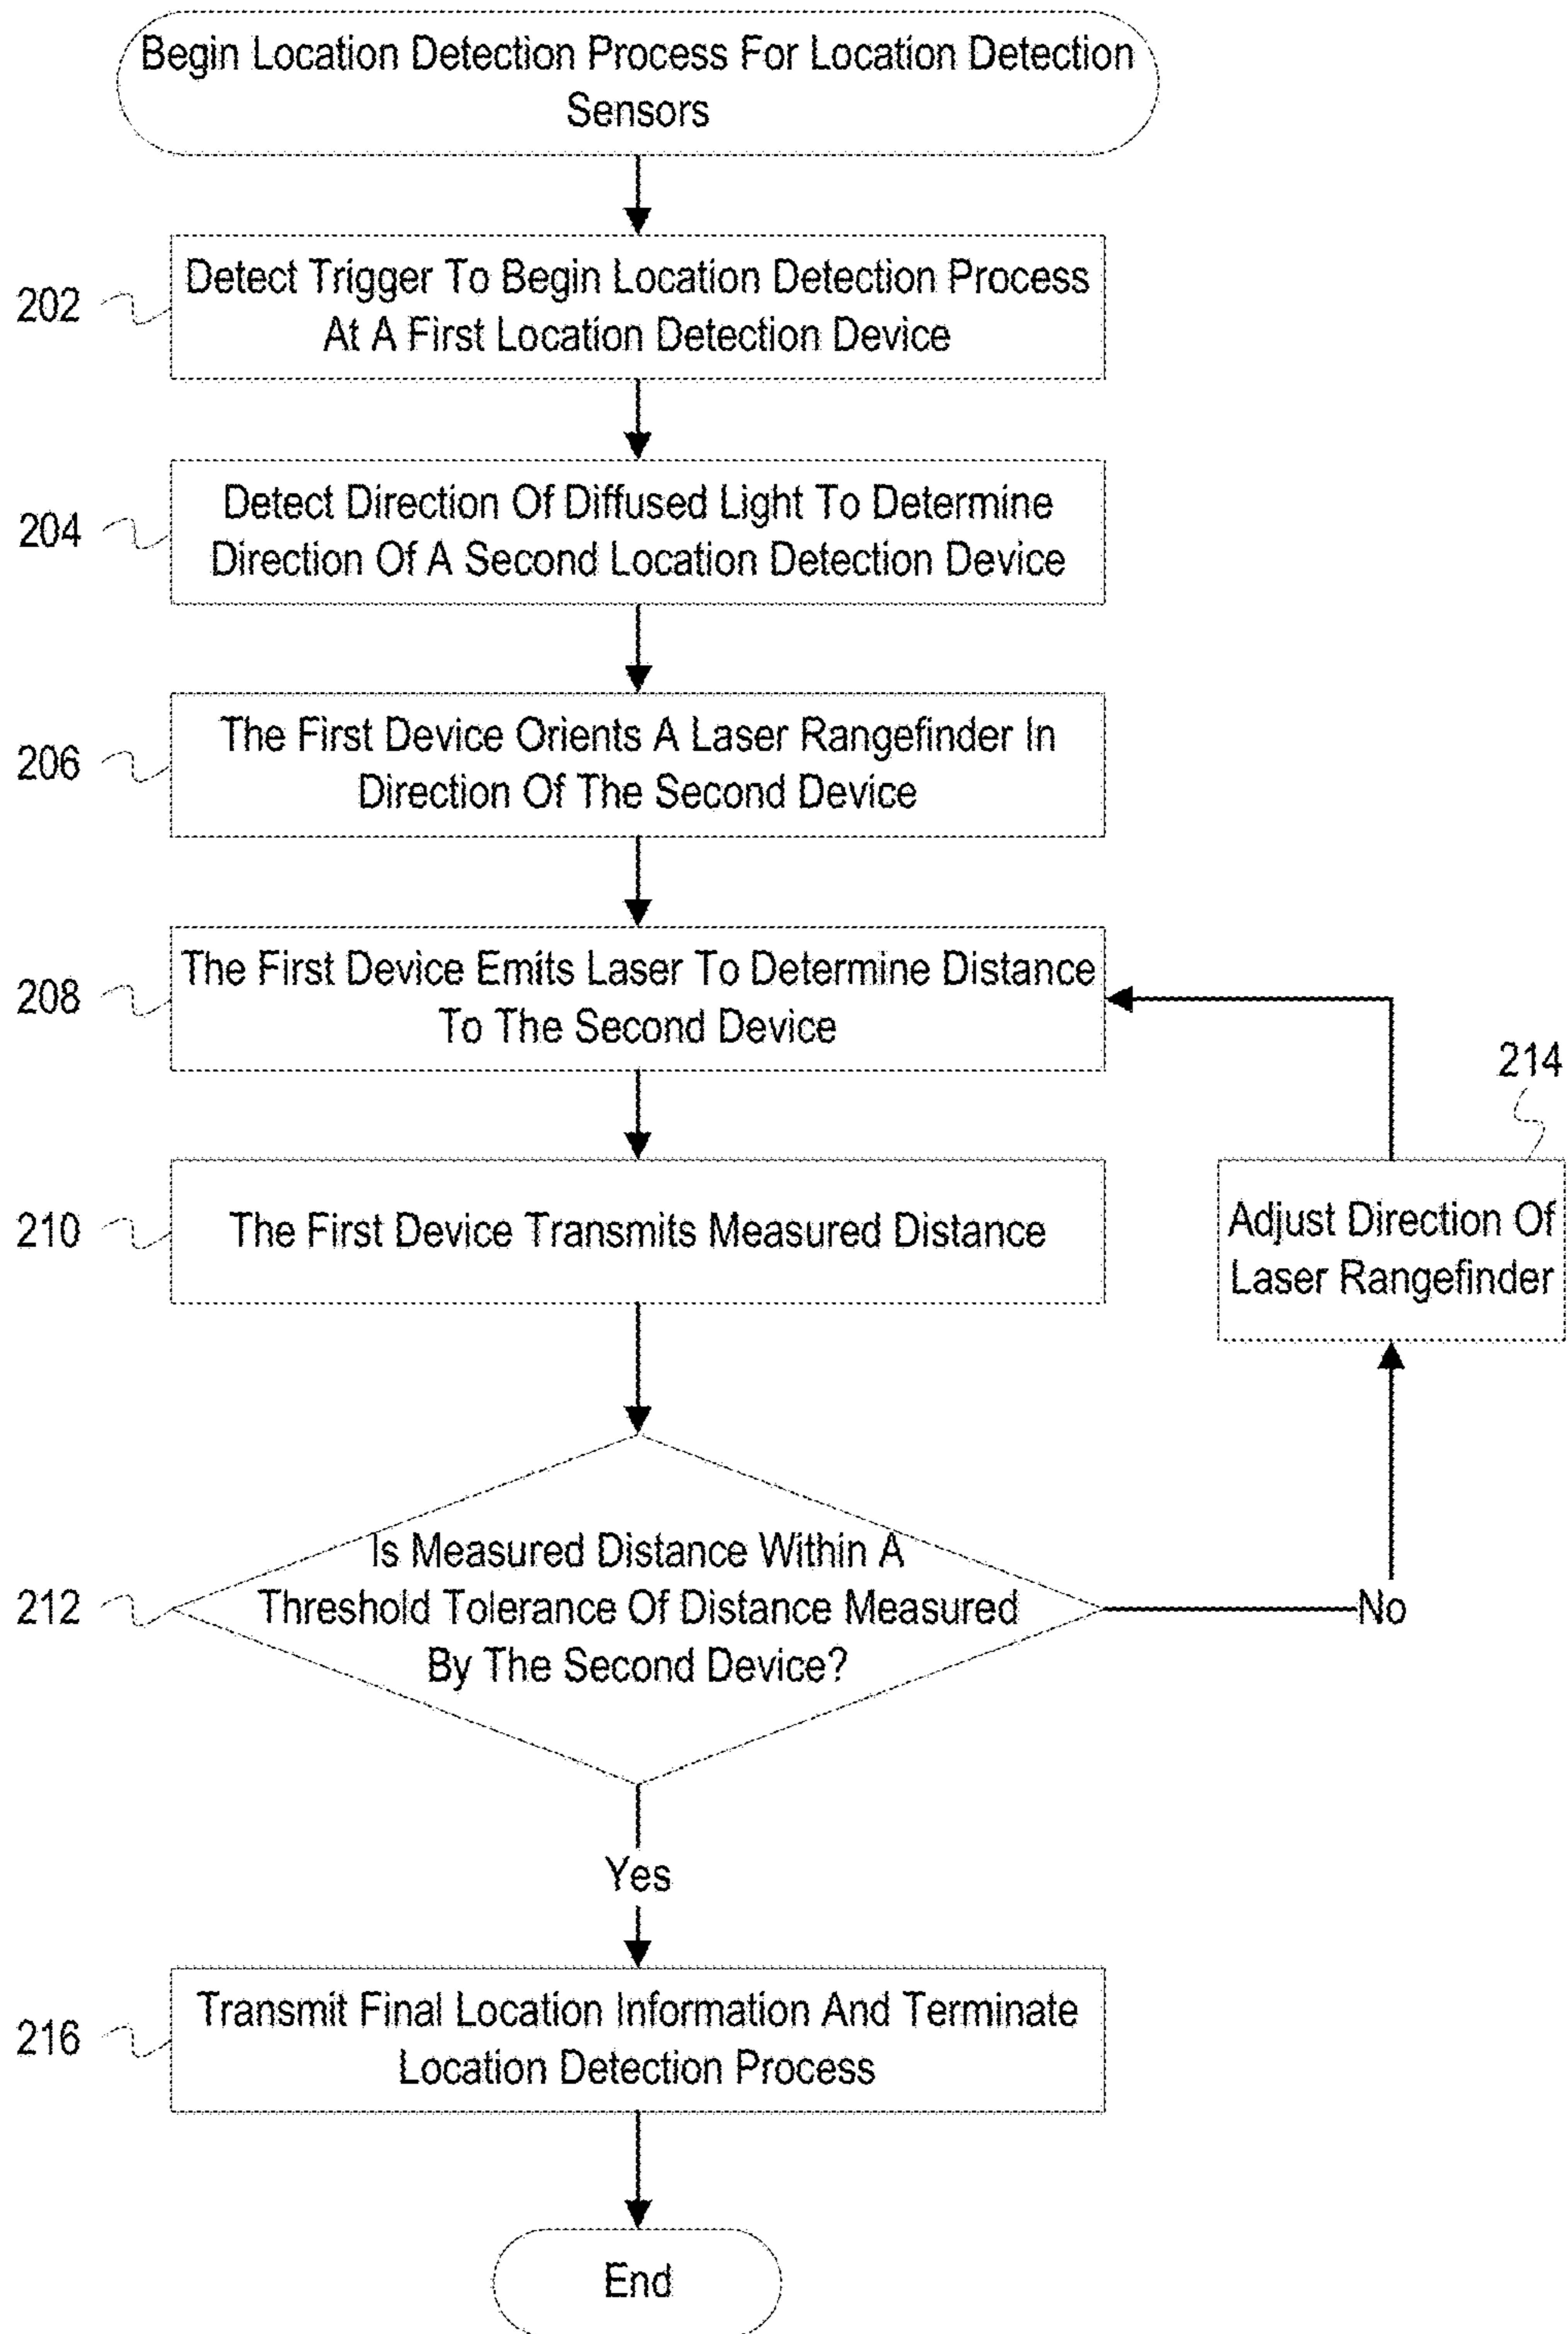 Begin Location Detection Process For Location Detection
Sensors
202
Detect Trigger To Begin Location Detection Process
At A First Location Detection Device
204
Detect Direction Of Diffused Light To Determine
Direction Of A Second Location Detection Device
206
The First Device Orients A Laser Rangefinder In
Direction Of The Second Device
208
The First Device Emits Laser To Determine Distance
To The Second Device
214
210
The First Device Transmits Measured Distance
Adjust Direction Of
Laser Rangefinder
212
Is Measured Distance Within A
Threshold Tolerance Of Distance Measured
By The Second Device?
No
Yes
216
Transmit Final Location Information And Terminate
Location Detection Process
End